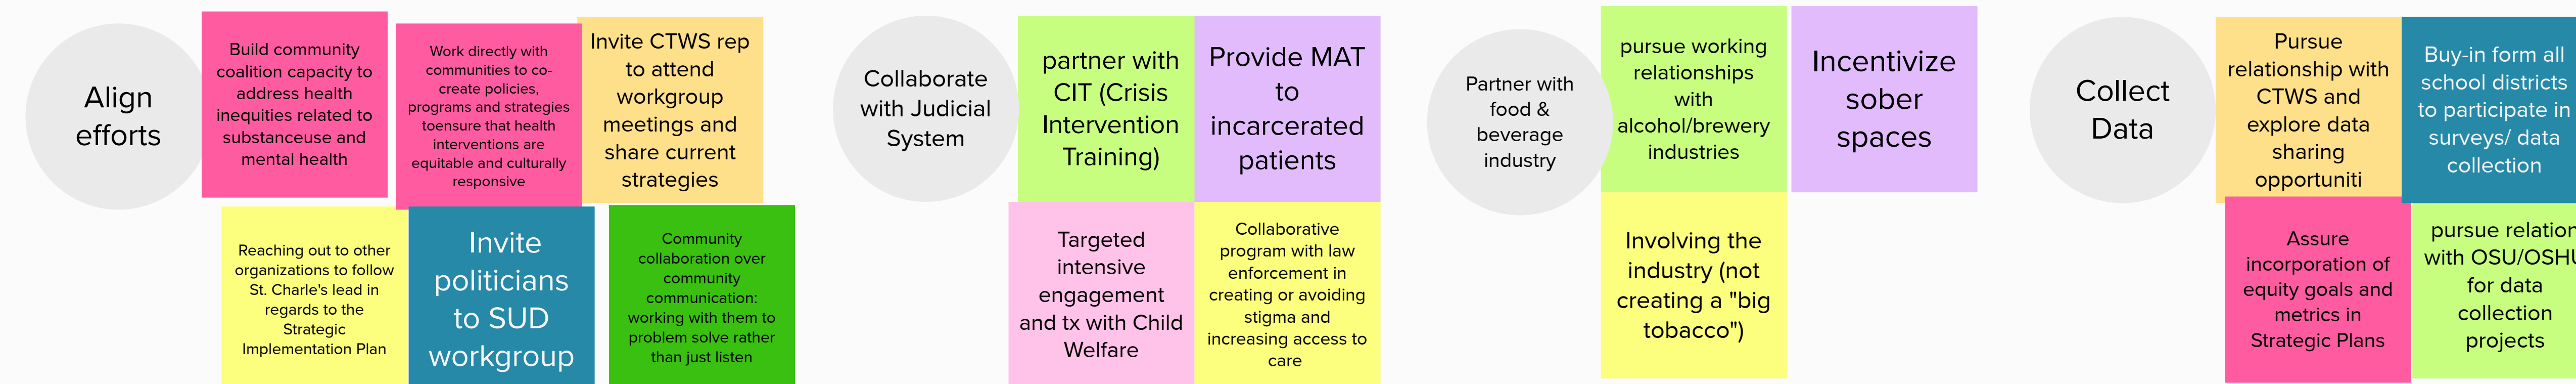 Align
efforts
Build community
coalition capacity to
address health
inequities related to
substanceuse and
mental health
Work directly with
communities to co-
create policies,
programs and strategies
toensure that health
interventions are
equitable and culturally
responsive
Invite CTWS rep
to attend
workgroup
meetings and
share current
strategies
Reaching out to other
organizations to follow
St. Charle's lead in
regards to the
Strategic
Implementation Plan
Invite
politicians
to SUD
workgroup
Community
collaboration over
community
communication:
working with them to
problem solve rather
than just listen
Collaborate
with Judicial
System
partner with
CIT (Crisis
Intervention
Training)
Provide MAT
to
incarcerated
patients
Targeted
intensive
engagement
and tx with Child
Welfare
Collaborative
program with law
enforcement in
creating or avoiding
stigma and
increasing access to
care
Partner with
food &
beverage
industry
pursue working
relationships
with
alcohol/brewery
industries
Incentivize
sober
spaces
Involving the
industry (not
creating a "big
tobacco")
Collect
Data
Pursue
relationship with
CTWS and
explore data
sharing
opportuniti
Buy-in form all
school districts
to participate in
surveys/ data
collection
Assure
incorporation of
equity goals and
metrics in
Strategic Plans
pursue relation
with OSU/OSHU
for data
collection
projects